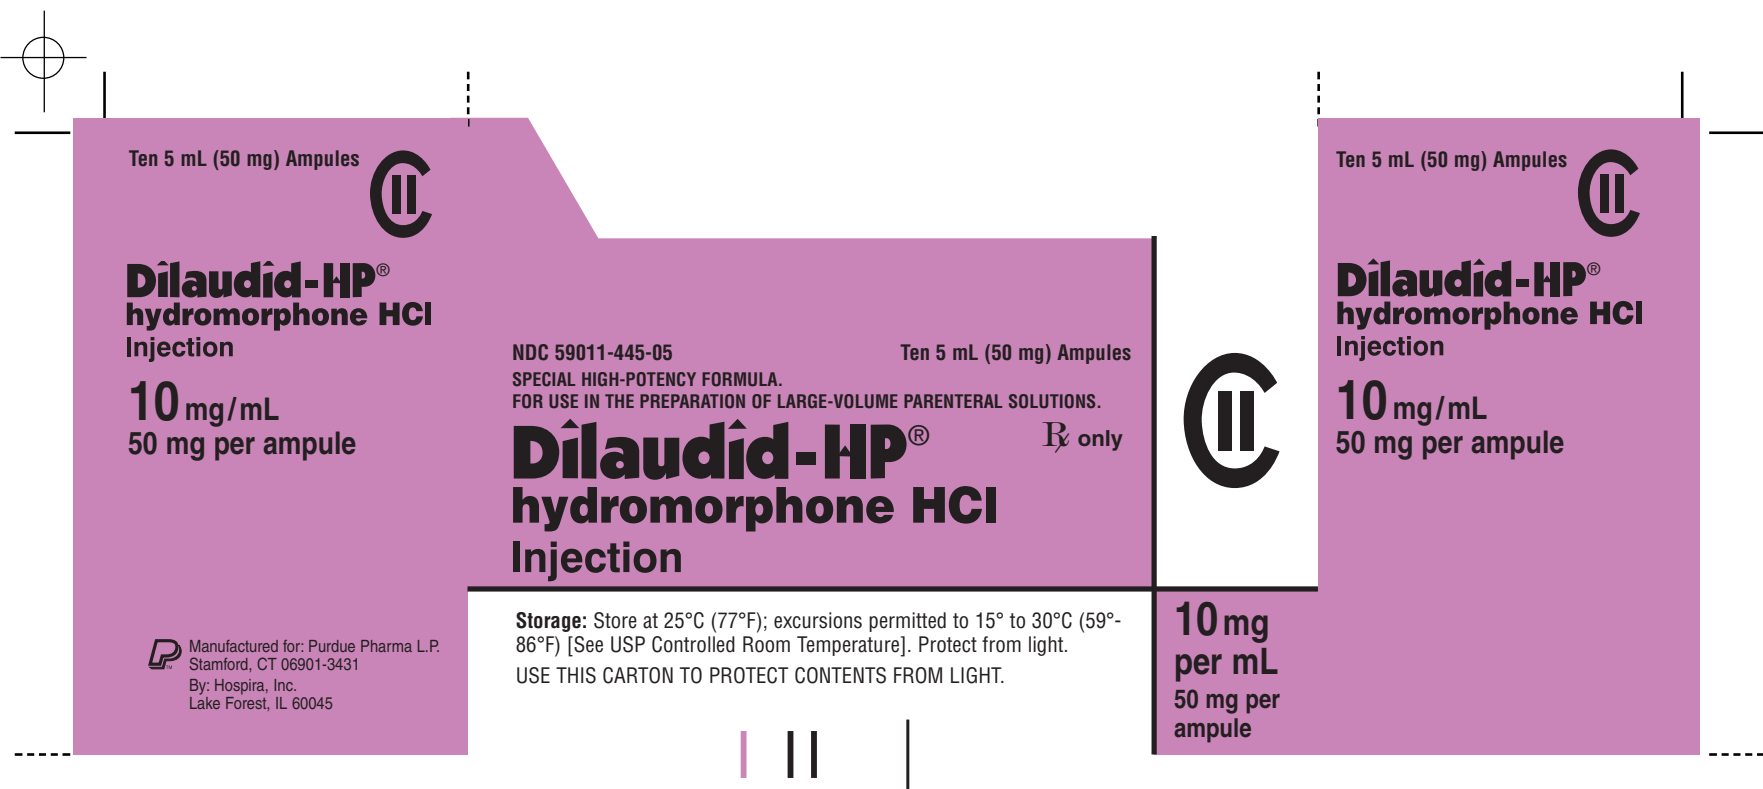 Ten 5 mL (50 mg) Ampules
CII
Dilaudid-HP®
hydromorphone HCl
Injection
10 mg/mL
50 mg per ampule
P™
Manufactured for: Purdue Pharma L.P.
Stamford, CT 06901-3431
By: Hospira, Inc.
Lake Forest, IL 60045
NDC 59011-445-05 Ten 5 mL (50 mg) Ampules
SPECIAL HIGH-POTENCY FORMULA.
FOR USE IN THE PREPARATION OF LARGE-VOLUME PARENTERAL SOLUTIONS.
Dilaudid-HP® ℞ only
hydromorphone HCl
Injection
Storage: Store at 25°C (77°F); excursions permitted to 15° to 30°C (59°-
86°F) [See USP Controlled Room Temperature]. Protect from light.
USE THIS CARTON TO PROTECT CONTENTS FROM LIGHT.
CII
10 mg
per mL
50 mg per
ampule
Ten 5 mL (50 mg) Ampules
CII
Dilaudid-HP®
hydromorphone HCl
Injection
10 mg/mL
50 mg per ampule